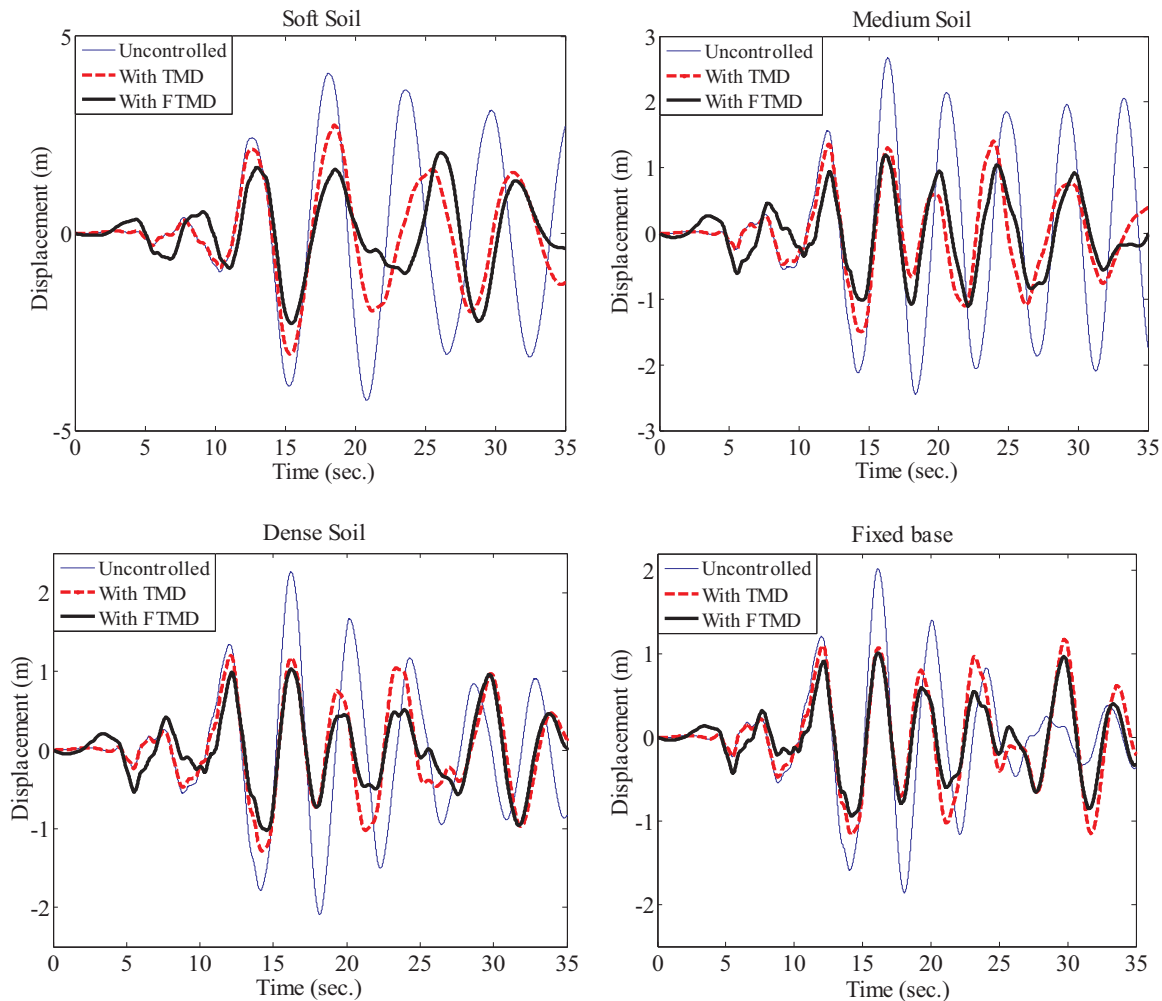 Soft Soil
5
0
-5
Displacement (m)
Uncontrolled
With TMD
With FTMD
0 5 10 15 20 25 30 35
Time (sec.)
Medium Soil
3
2
1
0
-1
-2
-3
Displacement (m)
Uncontrolled
With TMD
With FTMD
0 5 10 15 20 25 30 35
Time (sec.)
Dense Soil
2
1
0
-1
-2
Displacement (m)
Uncontrolled
With TMD
With FTMD
0 5 10 15 20 25 30 35
Time (sec.)
Fixed base
2
1
0
-1
-2
Displacement (m)
Uncontrolled
With TMD
With FTMD
0 5 10 15 20 25 30 35
Time (sec.)